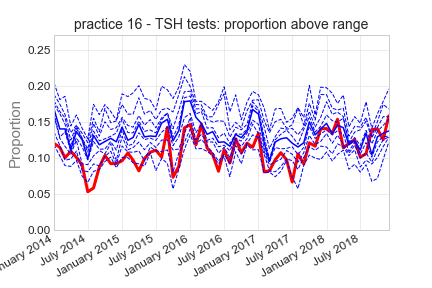 practice 16 - TSH tests: proportion above range
0.25
0.20
0.15
0.10
0.05
0.00
Proportion
nuary 2014
July 2014
January 2015
July 2015
January 2016
July 2016
January 2017
July 2017
January 2018
July 2018